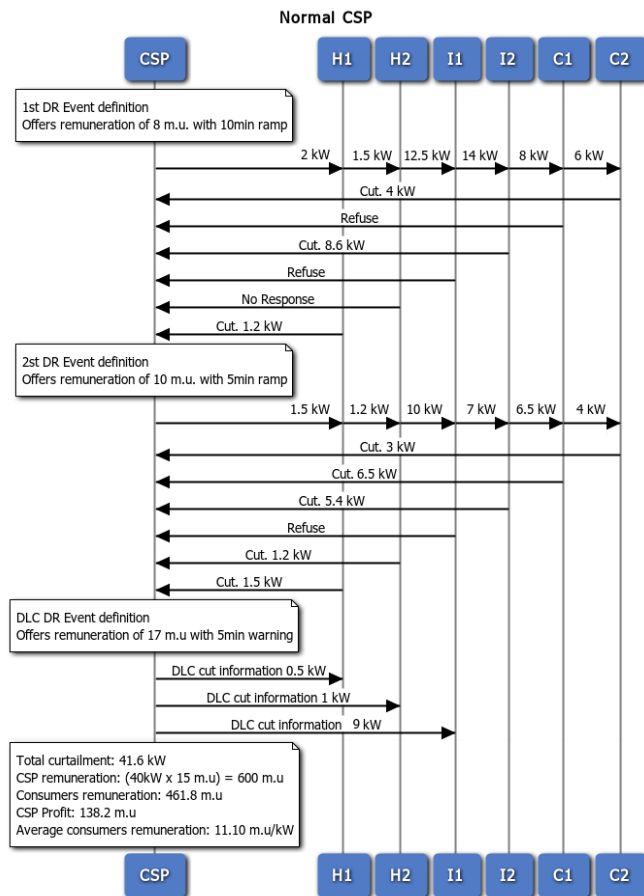 Normal CSP
CSP H1 H2 I1 I2 C1 C2
1st DR Event definition
Offers remuneration of 8 m.u. with 10min ramp
2 kW 1.5 kW 12.5 kW 14 kW 8 kW 6 kW
Cut. 4 kW
Refuse
Cut. 8.6 kW
Refuse
No Response
Cut. 1.2 kW
2st DR Event definition
Offers remuneration of 10 m.u. with 5min ramp
1.5 kW 1.2 kW 10 kW 7 kW 6.5 kW 4 kW
Cut. 3 kW
Cut. 6.5 kW
Cut. 5.4 kW
Refuse
Cut. 1.2 kW
Cut. 1.5 kW
DLC DR Event definition
Offers remuneration of 17 m.u with 5min warning
DLC cut information 0.5 kW
DLC cut information 1 kW
DLC cut information 9 kW
Total curtailment: 41.6 kW
CSP remuneration: (40kW x 15 m.u) = 600 m.u
Consumers remuneration: 461.8 m.u
CSP Profit: 138.2 m.u
Average consumers remuneration: 11.10 m.u/kW
CSP H1 H2 I1 I2 C1 C2